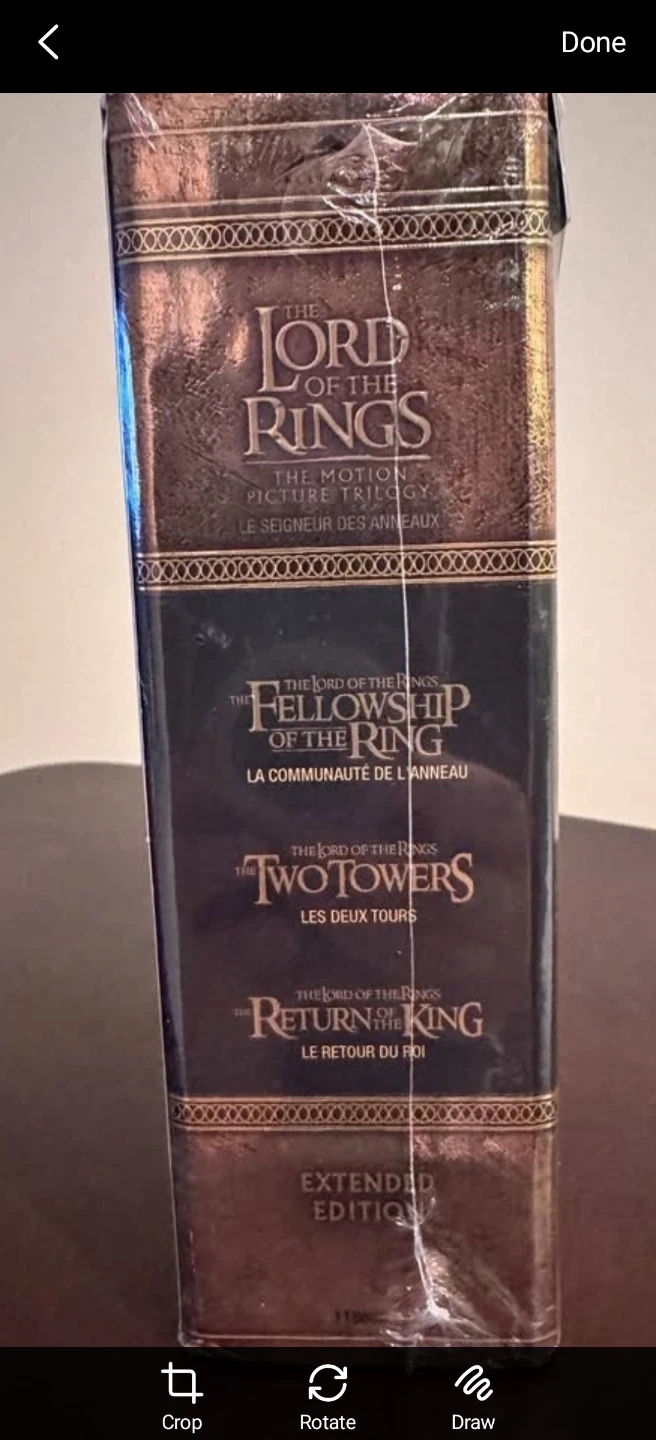 Done
THE
LORD
OF THE
RINGS
THE MOTION
PICTURE TRILOGY
LE SEIGNEUR DES ANNEAUX
THE LORD OF THE RINGS
THE FELLOWSHIP
OF THE RING
LA COMMUNAUTÉ DE L'ANNEAU
THE LORD OF THE RINGS
THE TWO TOWERS
LES DEUX TOURS
THE LORD OF THE RINGS
THE RETURN OF THE KING
LE RETOUR DU ROI
EXTENDED
EDITION
Crop Rotate Draw